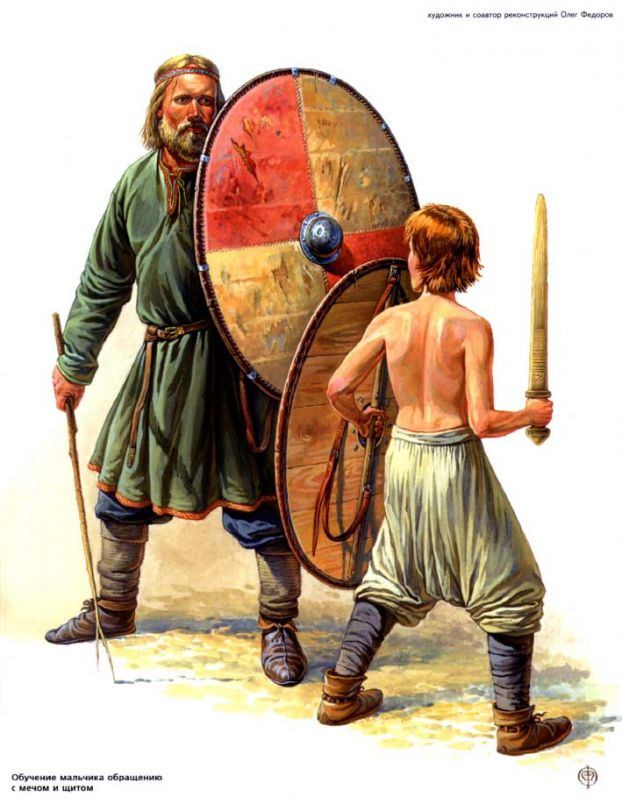 художник и соавтор реконструкций Олег Федоров
Обучение мальчика обращению
с мечом и щитом